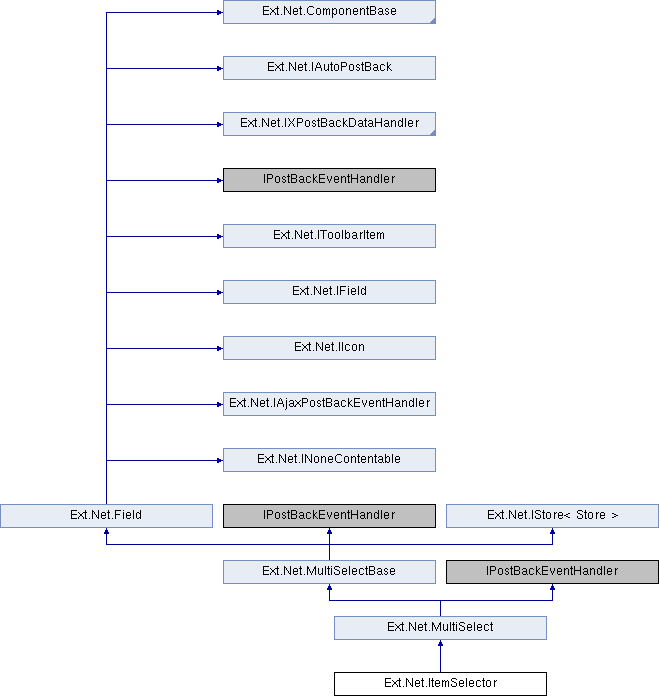 Ext.Net.ComponentBase
Ext.Net.IAutoPostBack
Ext.Net.IXPostBackDataHandler
IPostBackEventHandler
Ext.Net.IToolbarItem
Ext.Net.IField
Ext.Net.IIcon
Ext.Net.IAjaxPostBackEventHandler
Ext.Net.INoneContentable
Ext.Net.Field
IPostBackEventHandler
Ext.Net.IStore< Store >
Ext.Net.MultiSelectBase
IPostBackEventHandler
Ext.Net.MultiSelect
Ext.Net.ItemSelector